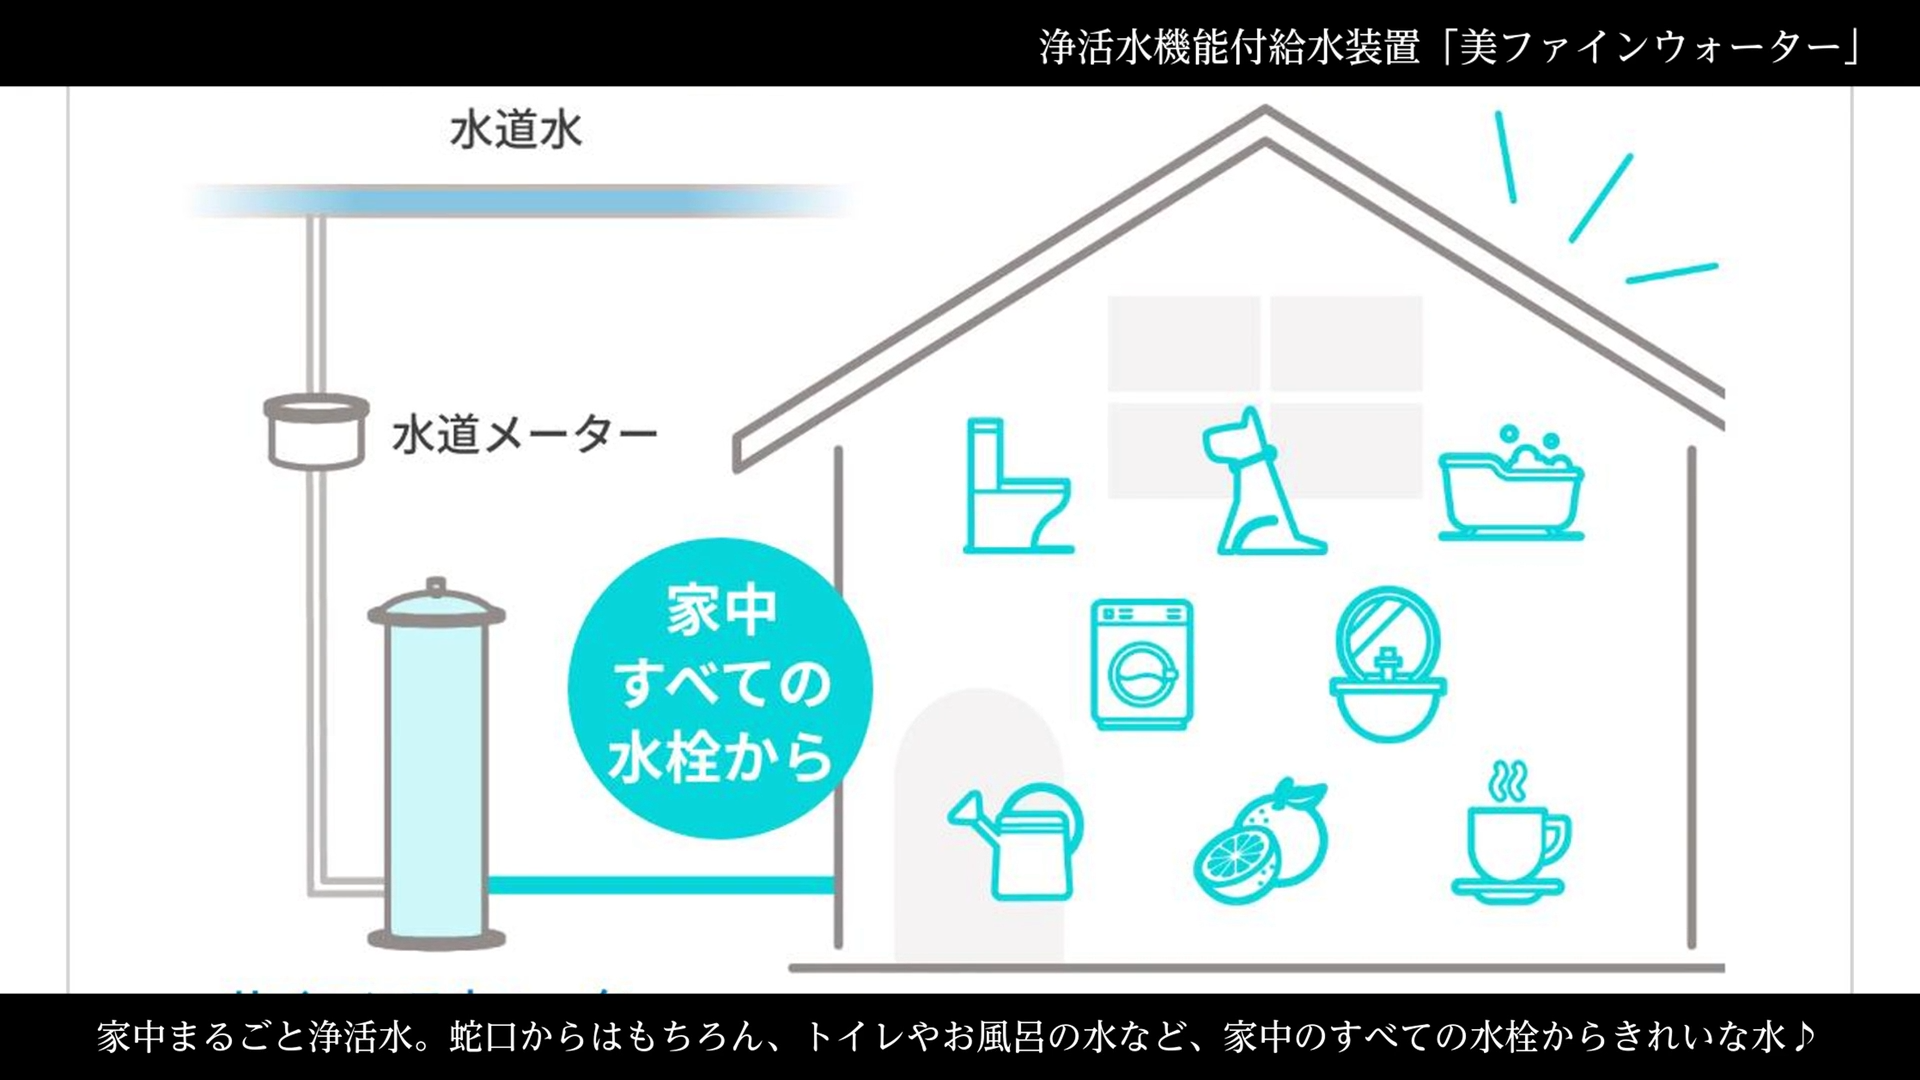 浄活水機能付給水装置「美ファインウォーター」
水道水
水道メーター
家中
すべての
水栓から
家中まるごと浄活水。蛇口からはもちろん、トイレやお風呂の水など、家中のすべての水栓からきれいな水♪